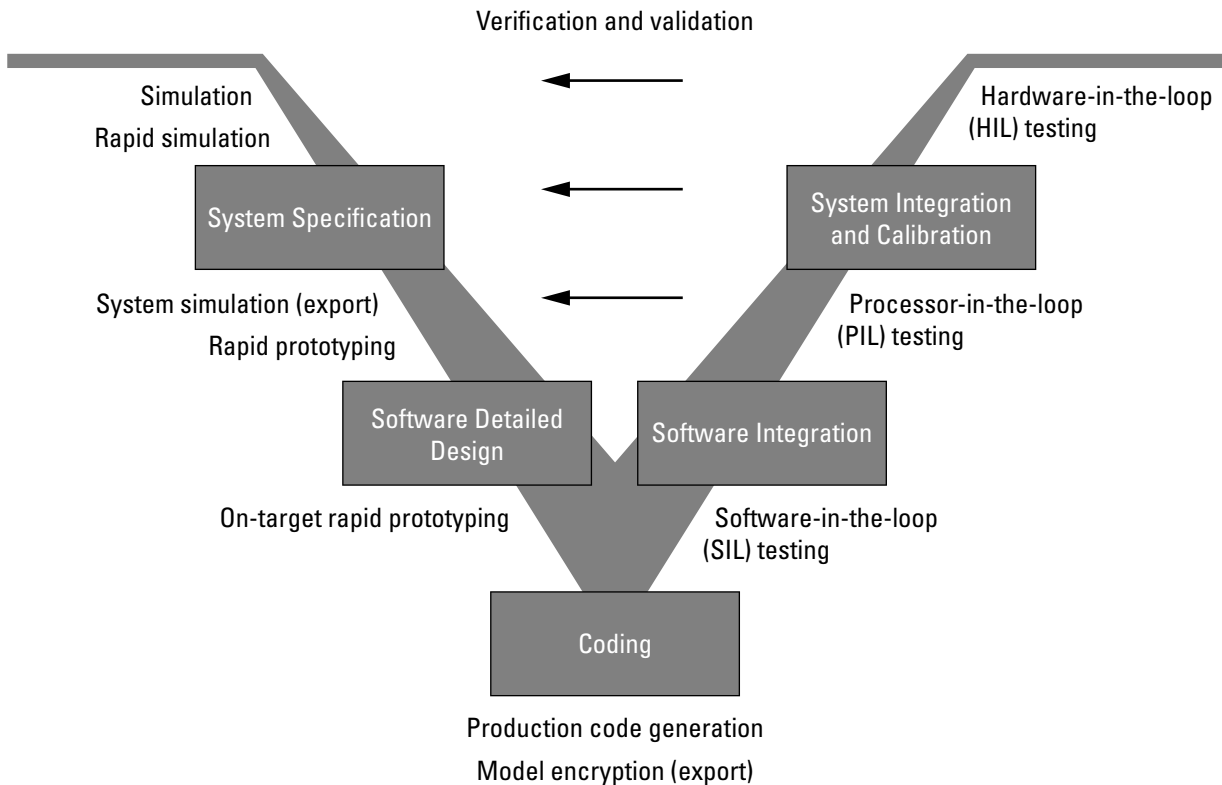 Verification and validation
Simulation
Rapid simulation
Hardware-in-the-loop
(HIL) testing
System Specification
System Integration
and Calibration
System simulation (export)
Rapid prototyping
Processor-in-the-loop
(PIL) testing
Software Detailed
Design
Software Integration
On-target rapid prototyping
Software-in-the-loop
(SIL) testing
Coding
Production code generation
Model encryption (export)